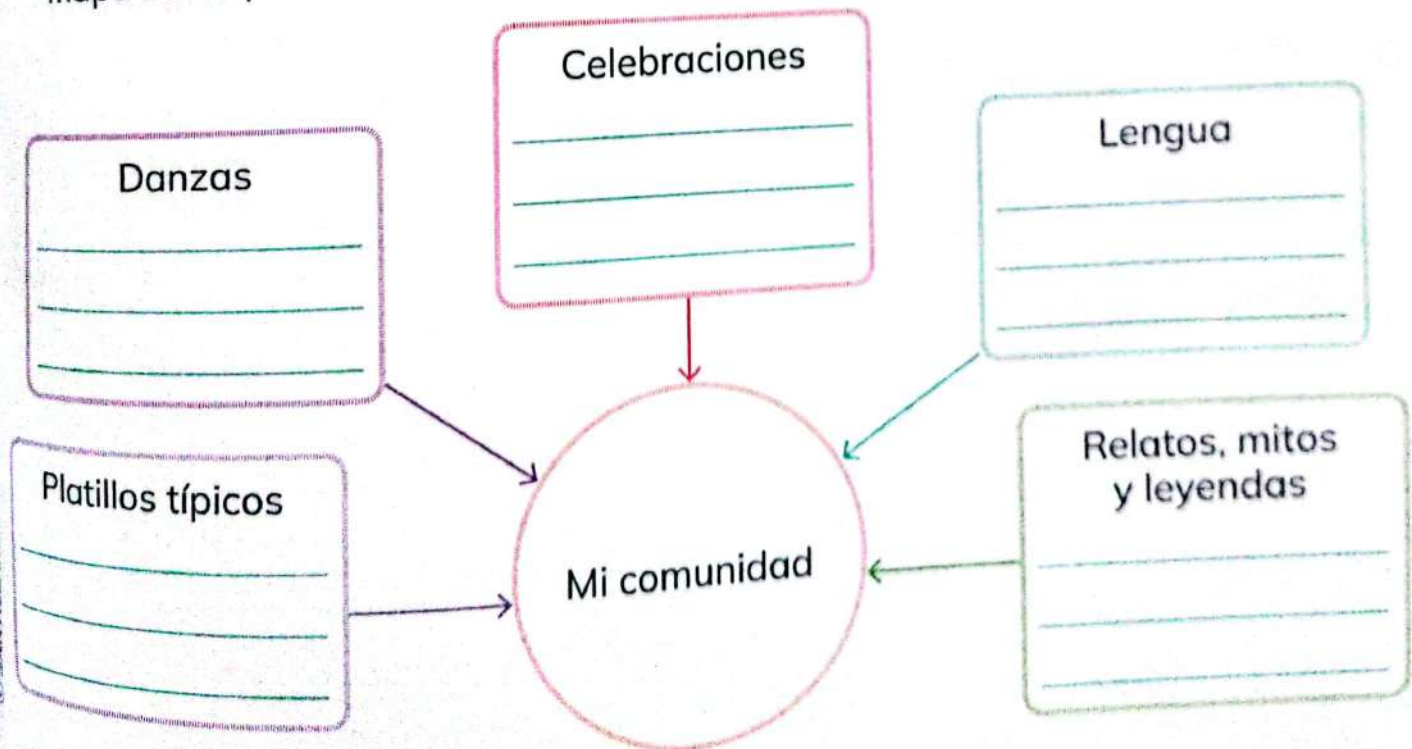 Celebraciones
Danzas
Lengua
Platillos típicos
Relatos, mitos
y leyendas
Mi comunidad